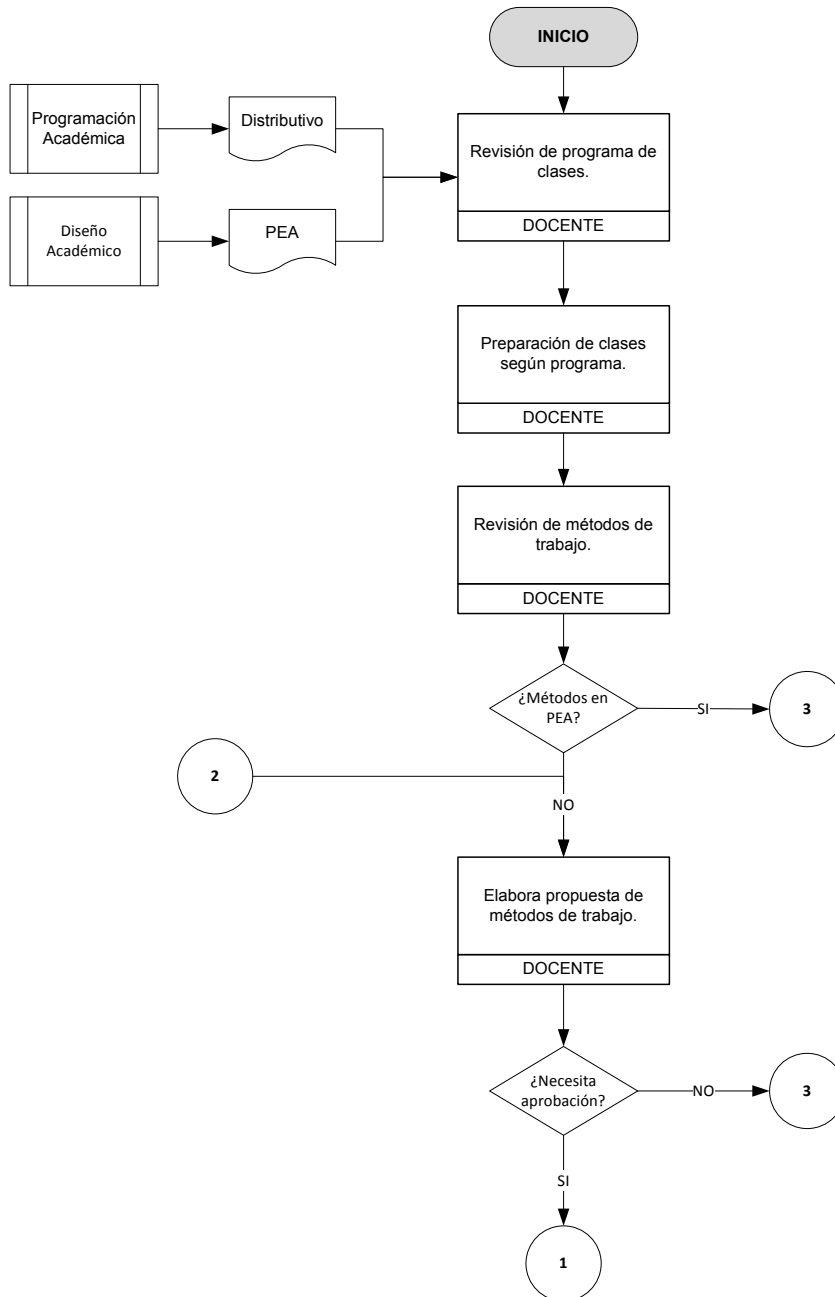 INICIO
Programación
Académica
Distributivo
Revisión de programa de
clases.
DOCENTE
Diseño
Académico
PEA
Preparación de clases
según programa.
DOCENTE
Revisión de métodos de
trabajo.
DOCENTE
¿Métodos en
PEA?
SI
3
2
NO
Elabora propuesta de
métodos de trabajo.
DOCENTE
¿Necesita
aprobación?
NO
3
SI
1